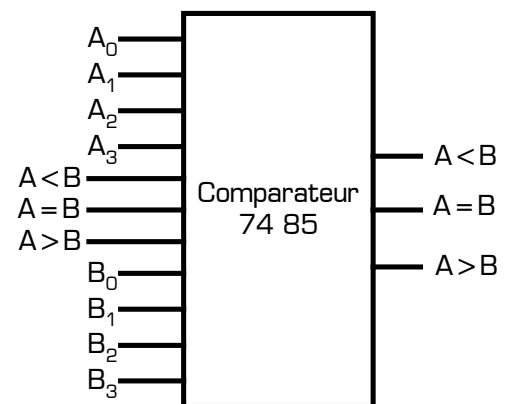 A₀
A₁
A₂
A₃
A<B
A=B
A>B
B₀
B₁
B₂
B₃
Comparateur
74 85
A<B
A=B
A>B